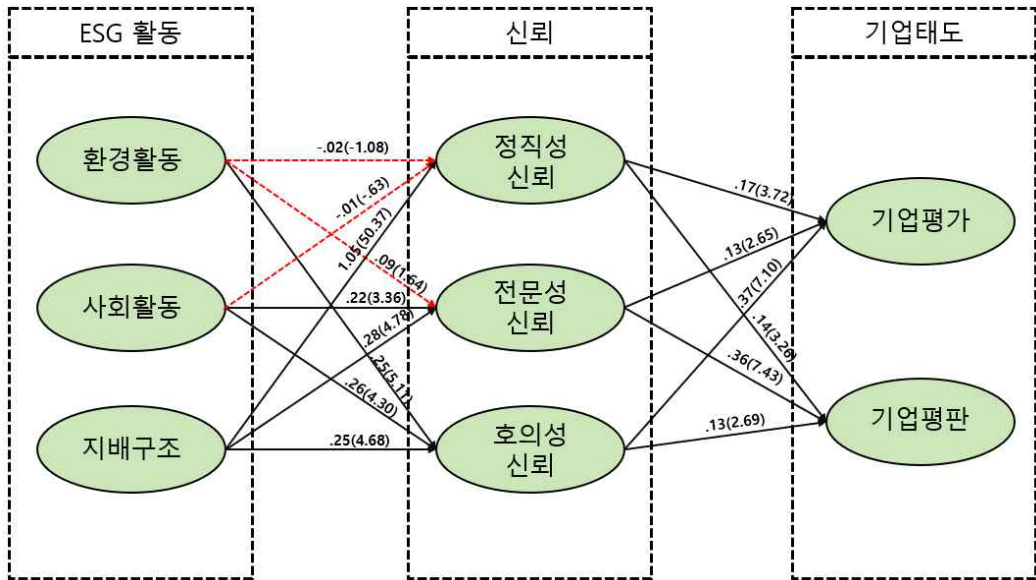 ESG 활동
신뢰
기업태도
환경활동
-.02(-1.08)
정직성
신뢰
-.01(-.63)
1.05(50.37)
.17(3.72)
기업평가
.09(1.64)
.13(2.65)
사회활동
.22(3.36)
전문성
신뢰
.37(7.10)
.28(4.78)
.14(3.26)
.25(5.11)
.26(4.30)
.36(7.43)
지배구조
.25(4.68)
호의성
신뢰
.13(2.69)
기업평판